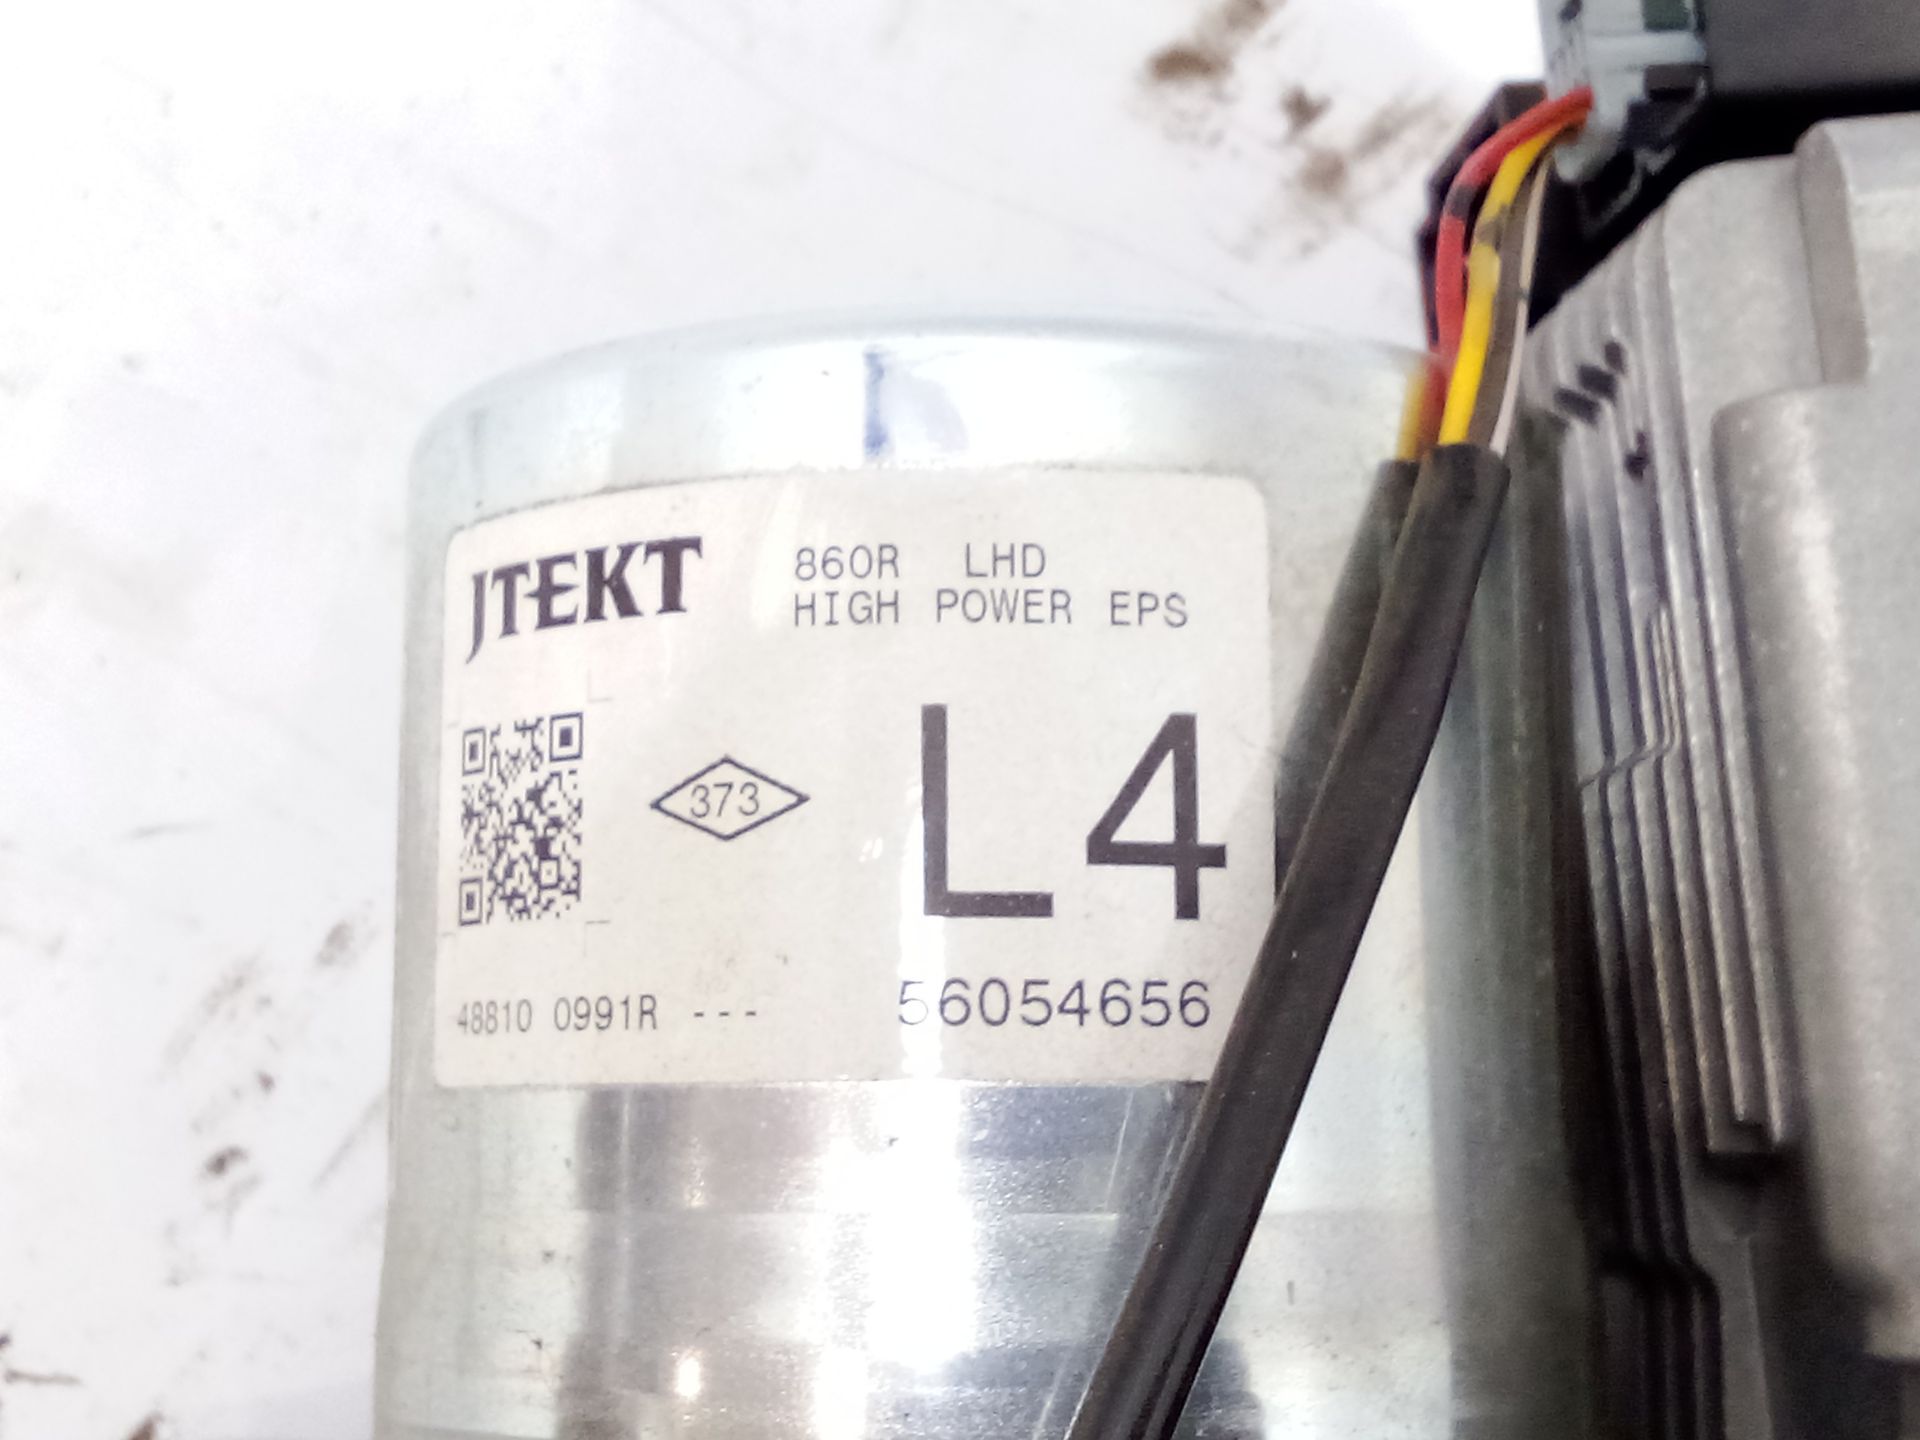 JTEKT
860R LHD
HIGH POWER EPS
373
L4
48810 0991R ---
56054656